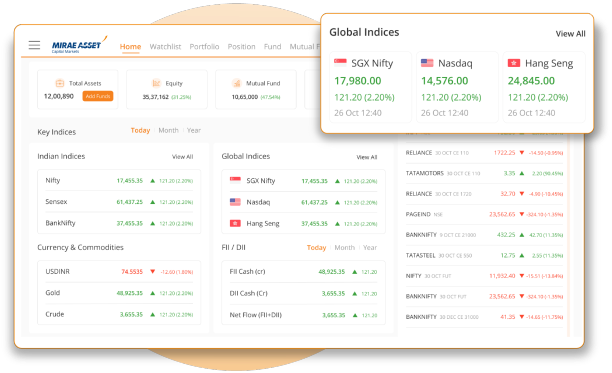 MIRAE ASSET
Capital Markets
Home Watchlist Portfolio Position Fund Mutual F
Total Assets
12,00,890 Add Funds
Equity
35,37,162 (31.25%)
Mutual Fund
10,65,000 (47.54%)
Global Indices View All
SGX Nifty
17,980.00
121.20 (2.20%)
26 Oct 12:40
Nasdaq
14,576.00
121.20 (2.20%)
26 Oct 12:40
Hang Seng
24,845.00
121.20 (2.20%)
26 Oct 12:40
Key Indices Today Month Year
Indian Indices View All
Nifty 17,455.35 ▲ 121.20 (2.20%)
Sensex 61,437.25 ▲ 121.20 (2.20%)
BankNifty 37,455.35 ▲ 121.20 (2.20%)
Global Indices View All
SGX Nifty 17,455.35 ▲ 121.20 (2.20%)
Nasdaq 61,437.25 ▲ 121.20 (2.20%)
Hang Seng 37,455.35 ▲ 121.20 (2.20%)
Currency & Commodities
USDINR 74.5535 ▼ -12.60 (1.80%)
Gold 48,925.35 ▲ 121.20 (2.20%)
Crude 3,655.35 ▲ 121.20 (2.20%)
FII / DII Today Month Year
FII Cash (cr) 48,925.35 ▲ 121.20
DII Cash (Cr) 3,655.35 ▲ 121.20
Net Flow (FII+DII) 3,655.35 ▲ 121.20
RELIANCE 30 OCT CE 110 1722.25 ▼ -14.90 (-0.95%)
TATAMOTORS 30 OCT CE 110 3.35 ▲ 2.20 (90.45%)
RELIANCE 30 OCT CE 1120 32.70 ▼ -4.90 (-18.45%)
PAGEIND NSE 23,562.65 ▼ -324.10 (-1.35%)
BANKNIFTY 9 OCT CE 21000 432.25 ▲ 42.70 (11.35%)
TATASTEEL 30 OCT CE 350 12.75 ▲ 2.55 (11.35%)
NIFTY 30 OCT FUT 11,932.40 ▼ -15.51 (-13.64%)
BANKNIFTY 30 OCT FUT 23,562.65 ▼ -324.10 (-1.35%)
BANKNIFTY 30 OCT CE 31000 41.35 ▼ -14.65 (-11.75%)